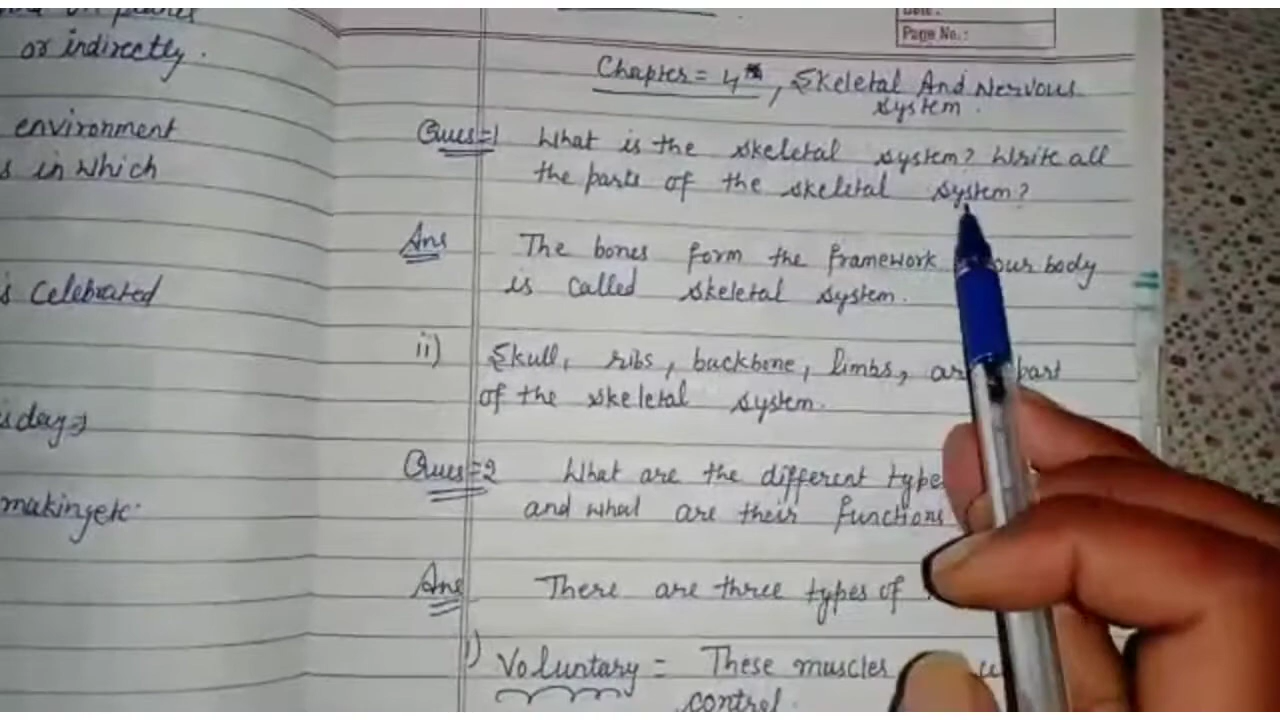 or indirectly.
environment
s in which
s celebrated
makingetc.
Page No.:
Chapter = 4th, Skeletal And Nervous
system.
Ques=1 What is the skeletal system? Write all
the parts of the skeletal system?
Ans The bones form the framework our body
is called skeletal system.
ii) Skull, ribs, backbone, limbs, are part
of the skeletal system.
Ques=2 What are the different type
and what are their functions
Ans There are three types of
i) Voluntary = These muscles
control.